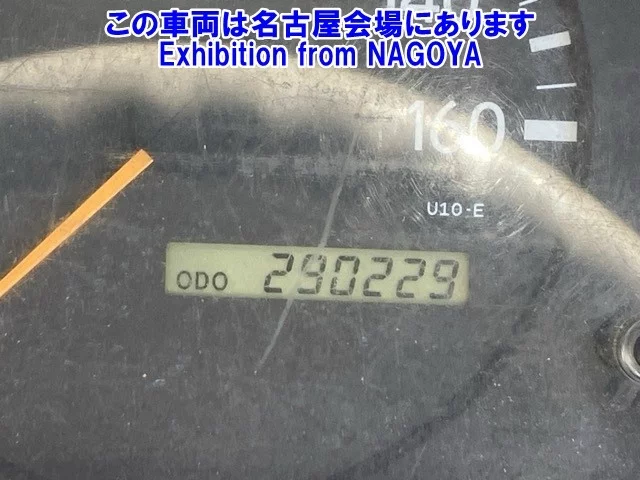 この車両は名古屋会場にあります
Exhibition from NAGOYA
140
160
U10-E
ODO 290229